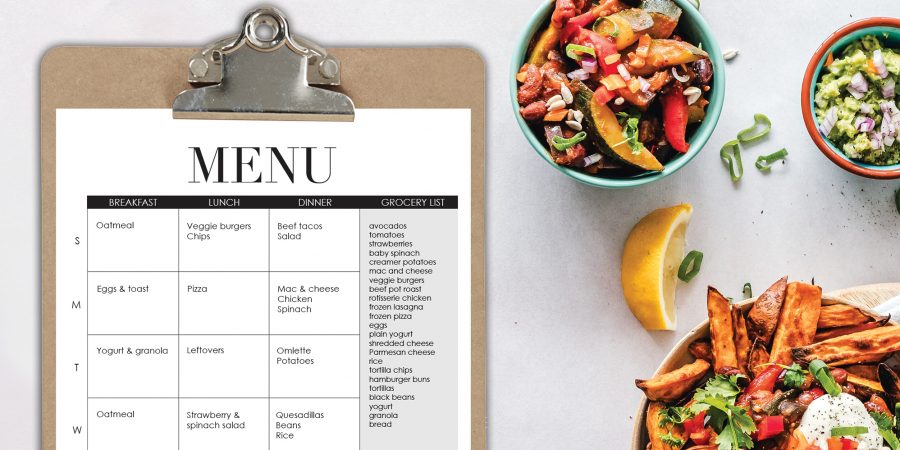 MENU
BREAKFAST LUNCH DINNER GROCERY LIST
S
Oatmeal
Veggie burgers
Chips
Beef tacos
Salad
M
Eggs & toast
Pizza
Mac & cheese
Chicken
Spinach
T
Yogurt & granola
Leftovers
Omlette
Potatoes
W
Oatmeal
Strawberry &
spinach salad
Quesadillas
Beans
Rice
avocados
tomatoes
strawberries
baby spinach
creamer potatoes
mac and cheese
veggie burgers
beef pot roast
rotisserie chicken
frozen lasagna
frozen pizza
eggs
plain yogurt
shredded cheese
Parmesan cheese
rice
tortilla chips
hamburger buns
tortillas
black beans
yogurt
granola
bread